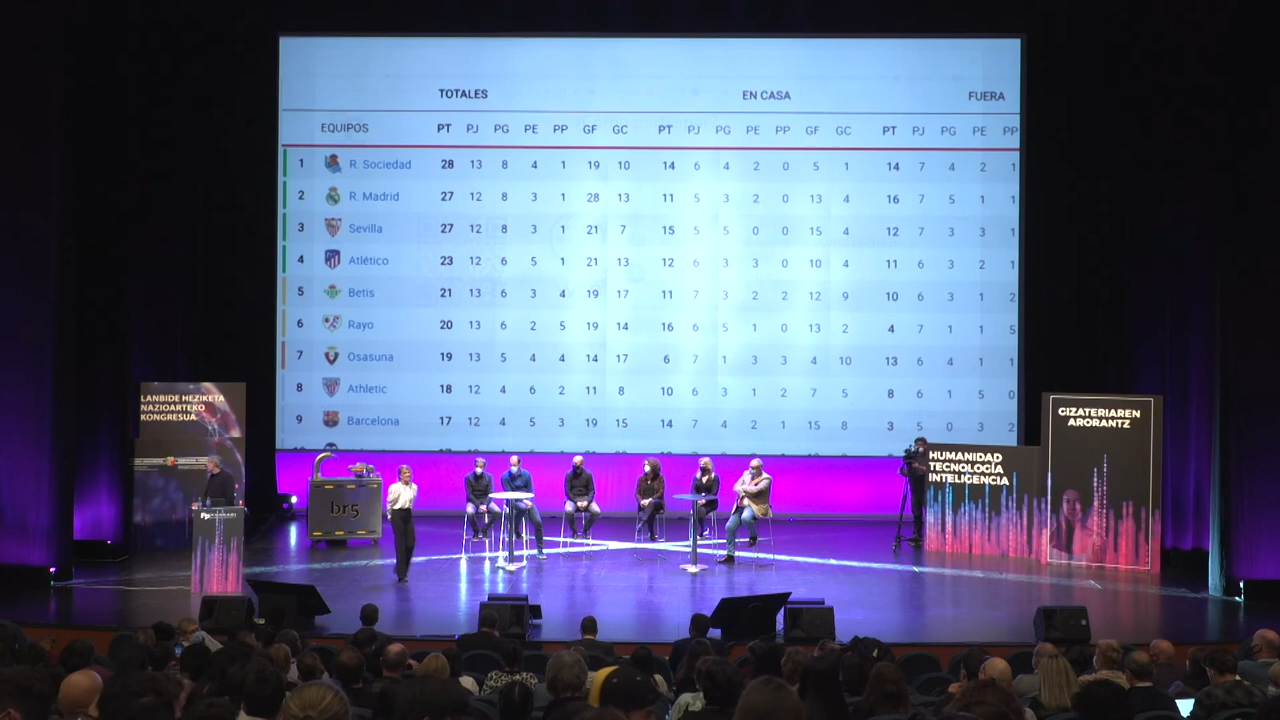 TOTALES EN CASA FUERA
EQUIPOS PT PJ PG PE PP GF GC PT PJ PG PE PP GF GC PT PJ PG PE PP
1 R. Sociedad 28 13 8 4 1 19 10 14 6 4 2 0 5 1 14 7 4 2 1
2 R. Madrid 27 12 8 3 1 28 13 11 5 3 2 0 13 4 16 7 5 1 1
3 Sevilla 27 12 8 3 1 21 7 15 5 5 0 0 15 4 12 7 3 3 1
4 Atlético 23 12 6 5 1 21 13 12 6 3 3 0 10 4 11 6 3 2 1
5 Betis 21 13 6 3 4 19 17 11 7 3 2 2 12 9 10 6 3 1 2
6 Rayo 20 13 6 2 5 19 14 16 6 5 1 0 13 2 4 7 1 1 5
7 Osasuna 19 13 5 4 4 14 17 6 7 1 3 3 4 10 13 6 4 1 1
8 Athletic 18 12 4 6 2 11 8 10 6 3 1 2 7 5 8 6 1 5 0
9 Barcelona 17 12 4 5 3 19 15 14 7 4 2 1 15 8 3 5 0 3 2
LANBIDE HEZIKETA
NAZIOARTEKO
KONGRESUA
br5
HUMANIDAD
TECNOLOGÍA
INTELIGENCIA
GIZATERIAREN
ARORANTZ